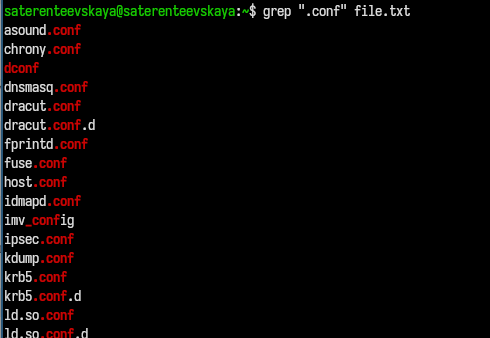 saterenteevskaya@saterenteevskaya:~$ grep ".conf" file.txt
asound.conf
chrony.conf
dconf
dnsmasq.conf
dracut.conf
dracut.conf.d
fprintd.conf
fuse.conf
host.conf
idmapd.conf
imv_config
ipsec.conf
kdump.conf
krb5.conf
krb5.conf.d
ld.so.conf
ld.so.conf.d